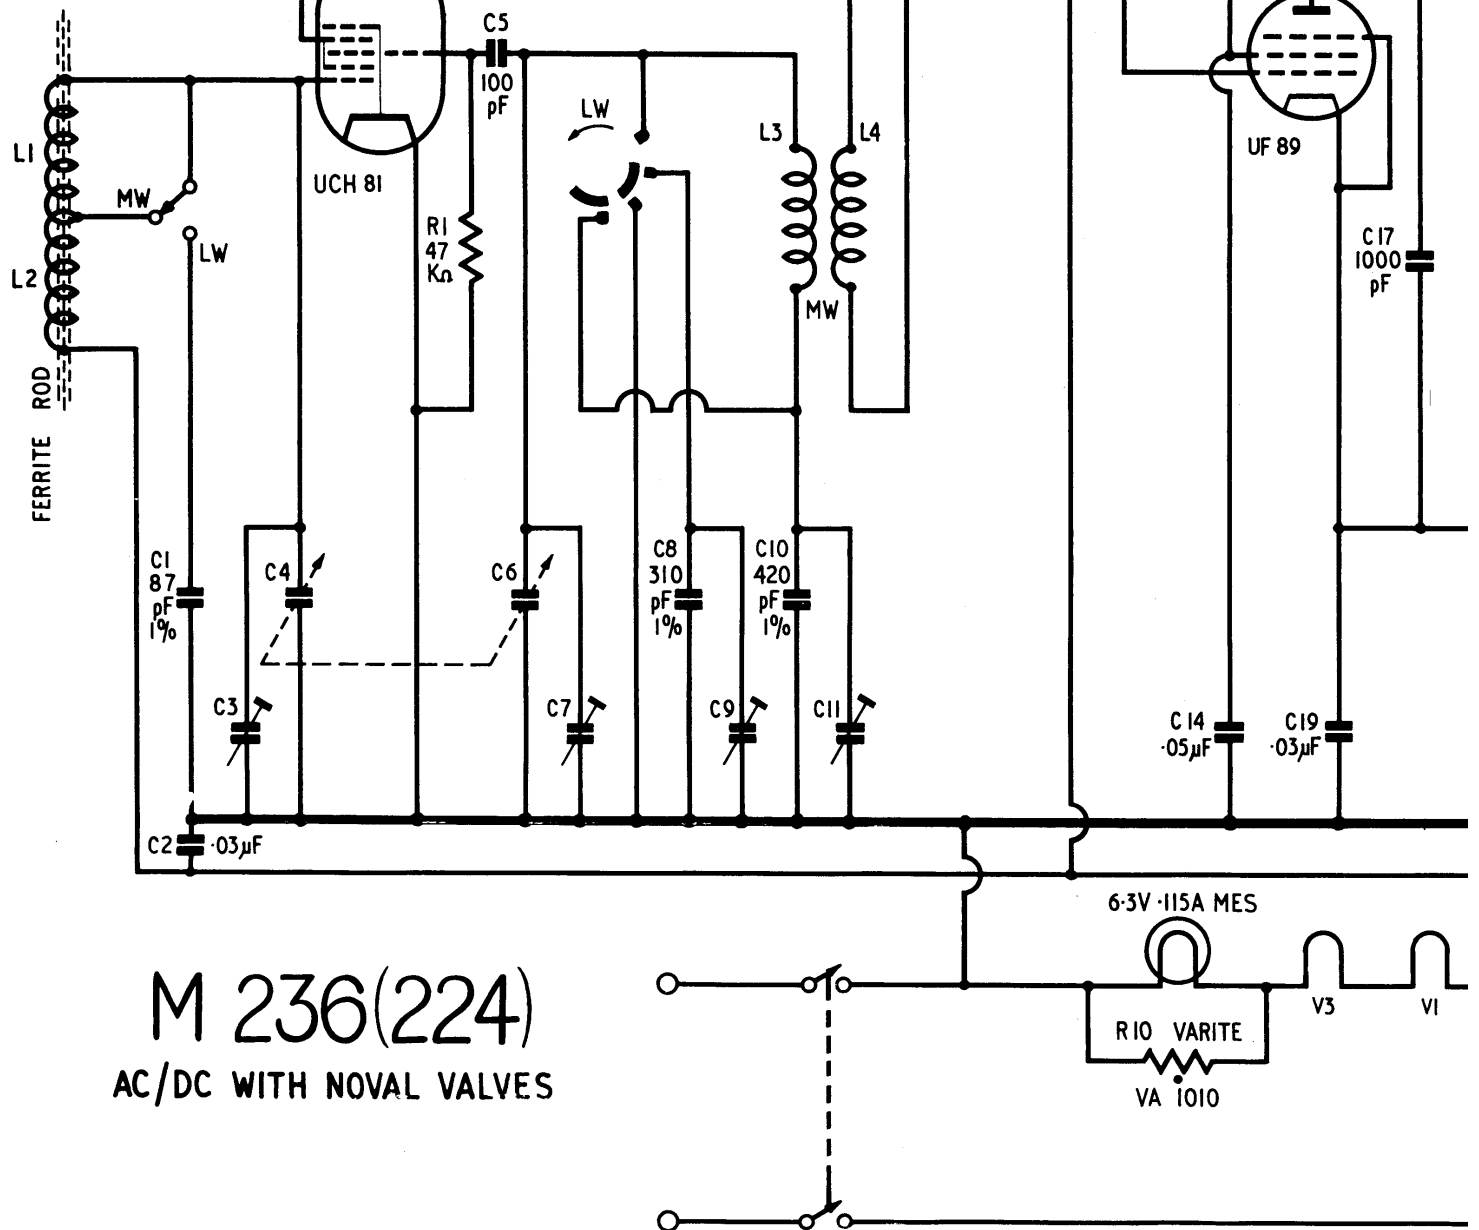 C5
100
pF
LW
L3
L4
L1
UCH 81
UF 89
MW
R1
47
KΩ
C17
1000
pF
LW
L2
MW
FERRITE ROD
C1
87
pF
1%
C4
C6
C8
310
pF
1%
C10
420
pF
1%
C3
C7
C9
C11
C14
·05µF
C19
·03µF
C2 ·03µF
6·3V ·115A MES
M 236(224)
V3
V1
R10 VARITE
AC/DC WITH NOVAL VALVES
VA 1010